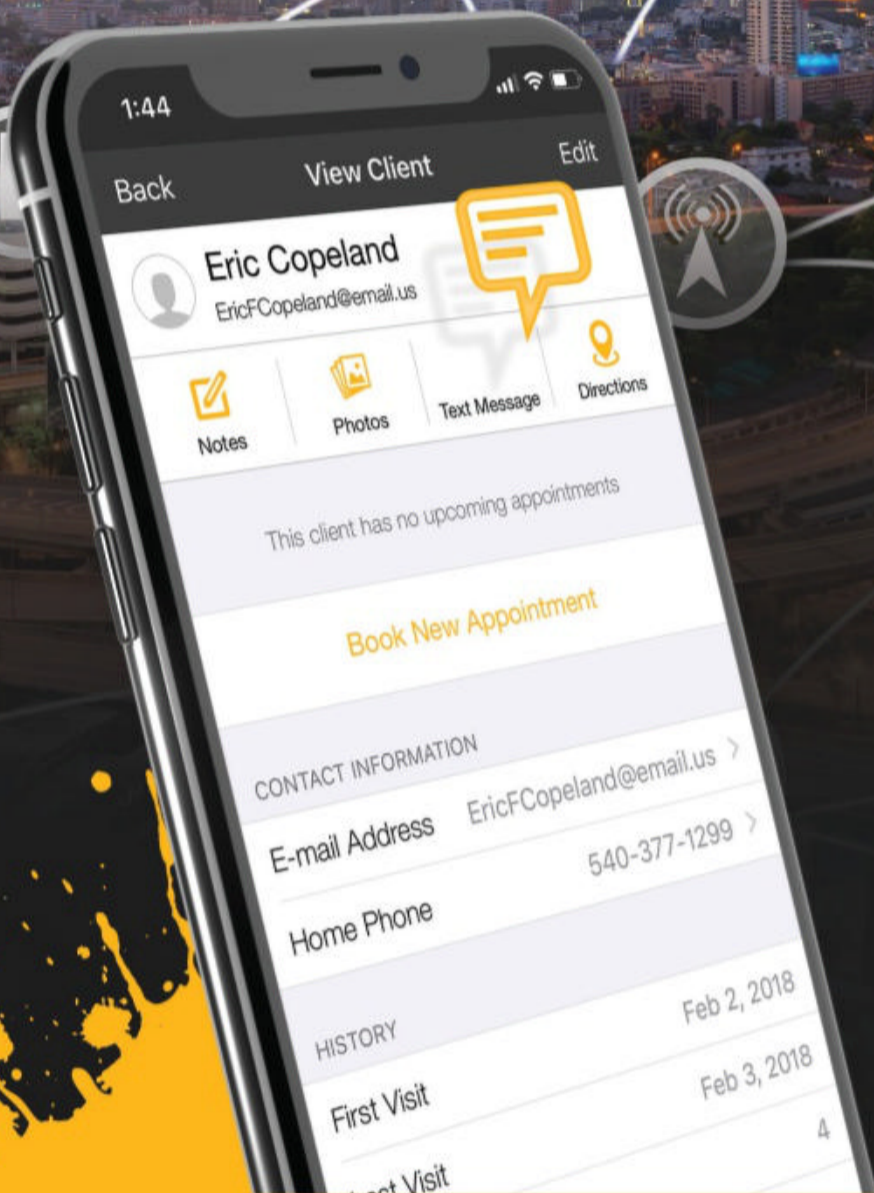 1:44
Back View Client Edit
Eric Copeland
EricFCopeland@email.us
Notes Photos Text Message Directions
This client has no upcoming appointments
Book New Appointment
CONTACT INFORMATION
E-mail Address EricFCopeland@email.us
Home Phone 540-377-1299
HISTORY
First Visit Feb 2, 2018
Last Visit Feb 3, 2018
4